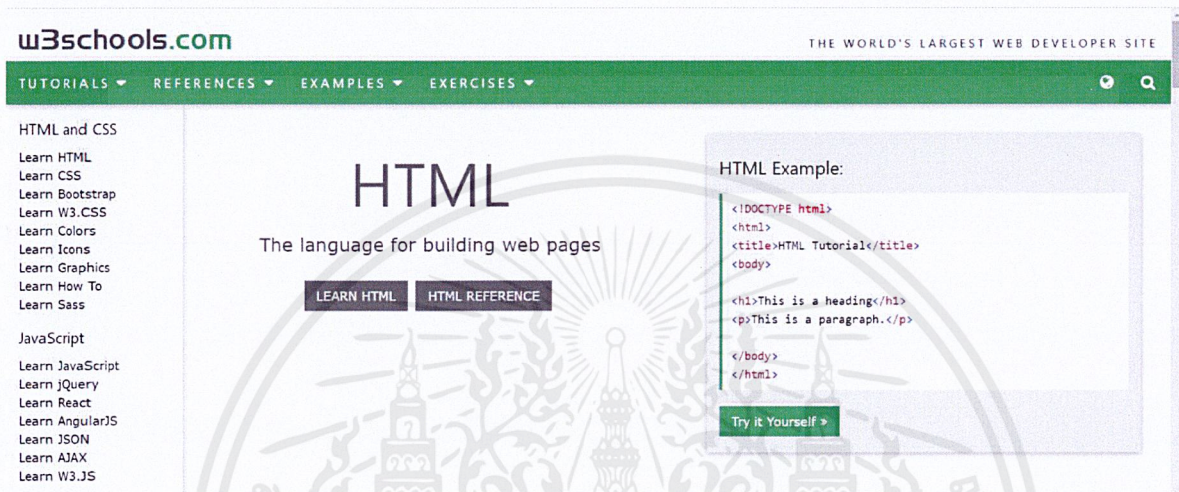 w3schools.com
THE WORLD'S LARGEST WEB DEVELOPER SITE
TUTORIALS REFERENCES EXAMPLES EXERCISES
HTML and CSS
Learn HTML
Learn CSS
Learn Bootstrap
Learn W3.CSS
Learn Colors
Learn Icons
Learn Graphics
Learn How To
Learn Sass
JavaScript
Learn JavaScript
Learn jQuery
Learn React
Learn AngularJS
Learn JSON
Learn AJAX
Learn W3.JS
HTML
The language for building web pages
LEARN HTML HTML REFERENCE
HTML Example:
<!DOCTYPE html>
<html>
<title>HTML Tutorial</title>
<body>
<h1>This is a heading</h1>
<p>This is a paragraph.</p>
</body>
</html>
Try it Yourself »